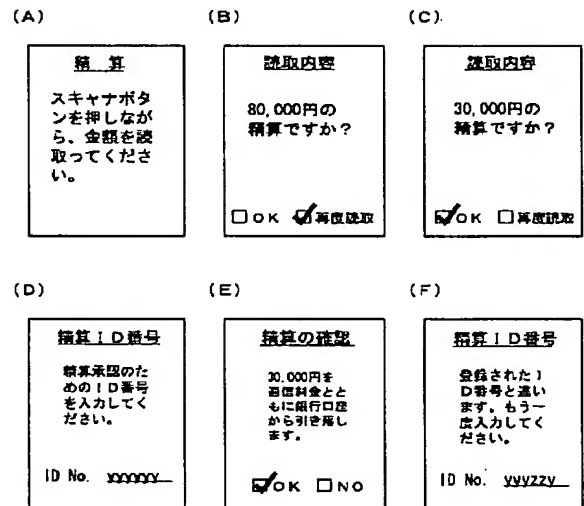 (A)
(B)
(C)
精 算
スキャナボタ
ンを押しなが
ら、金額を読
取ってくださ
い。
読取内容
80,000円の
精算ですか？
□OK ☑再度読取
読取内容
30,000円の
精算ですか？
☑OK □再度読取
(D)
(E)
(F)
精算ID番号
精算承認のた
めのID番号
を入力してく
ださい。
ID No. yyyyyy
精算の確認
30,000円を
通信料金とと
もに銀行口座
から引き落し
ます。
☑OK □NO
精算ID番号
登録されたI
D番号と違い
ます。もう一
度入力してく
ださい。
ID No. yyyzzy